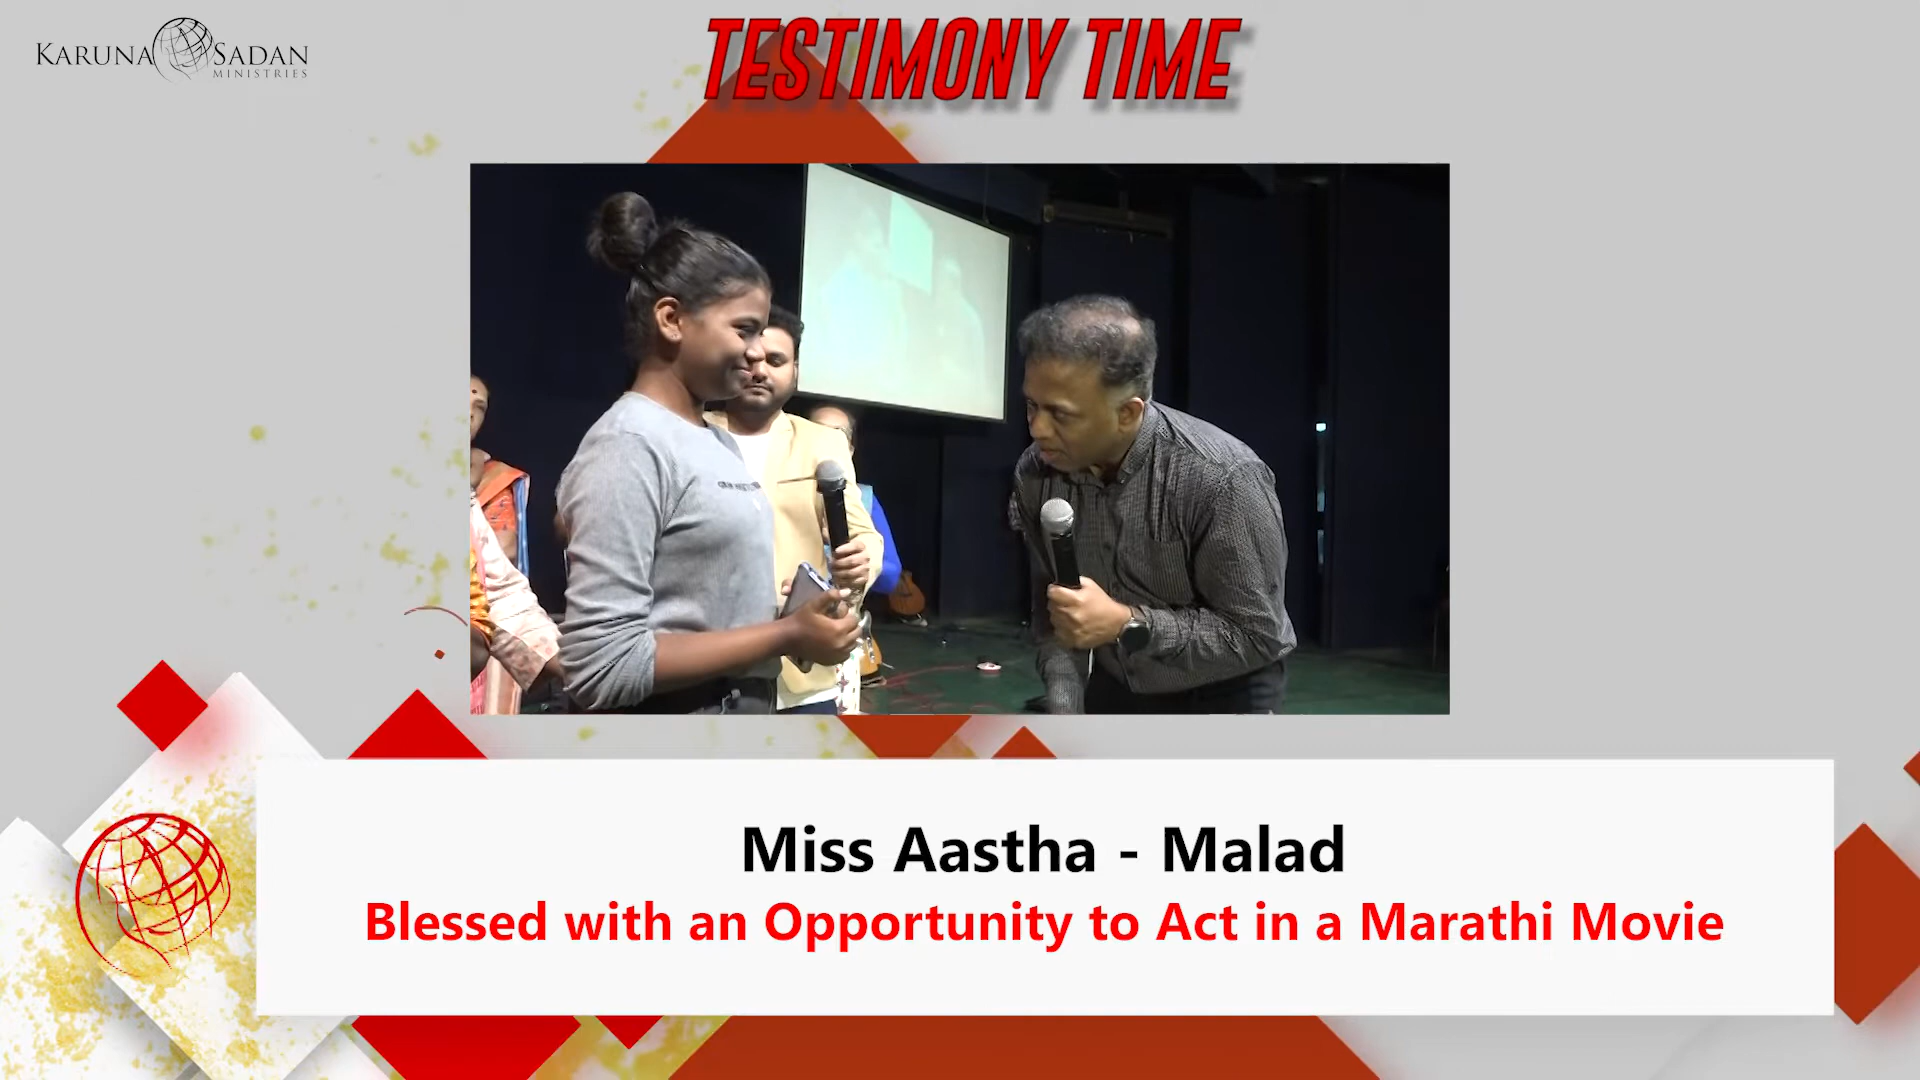 KARUNA SADAN
MINISTRIES
TESTIMONY TIME
Miss Aastha - Malad
Blessed with an Opportunity to Act in a Marathi Movie